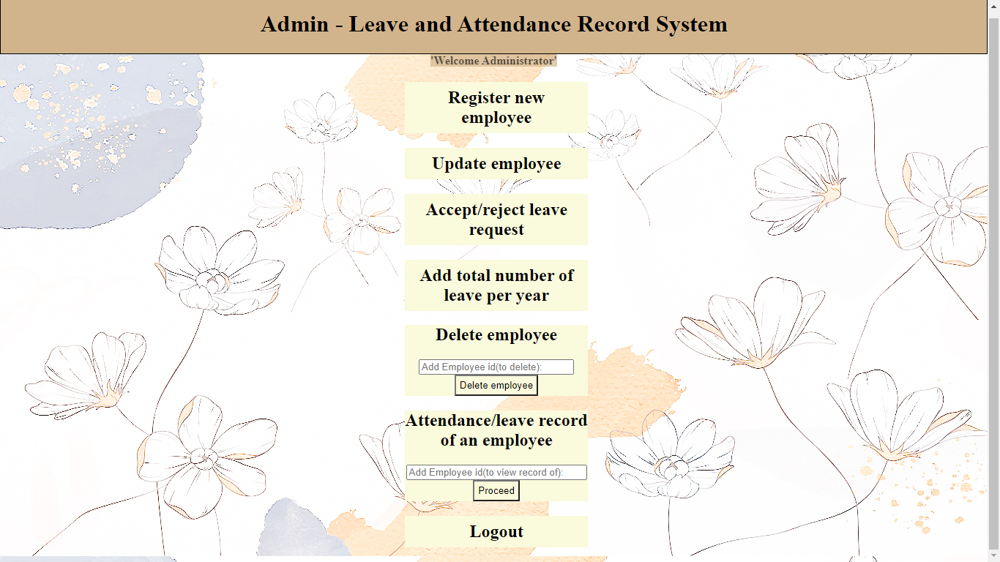 Admin - Leave and Attendance Record System
'Welcome Administrator'
Register new
employee
Update employee
Accept/reject leave
request
Add total number of
leave per year
Delete employee
Add Employee id(to delete):
Delete employee
Attendance/leave record
of an employee
Add Employee id(to view record of):
Proceed
Logout